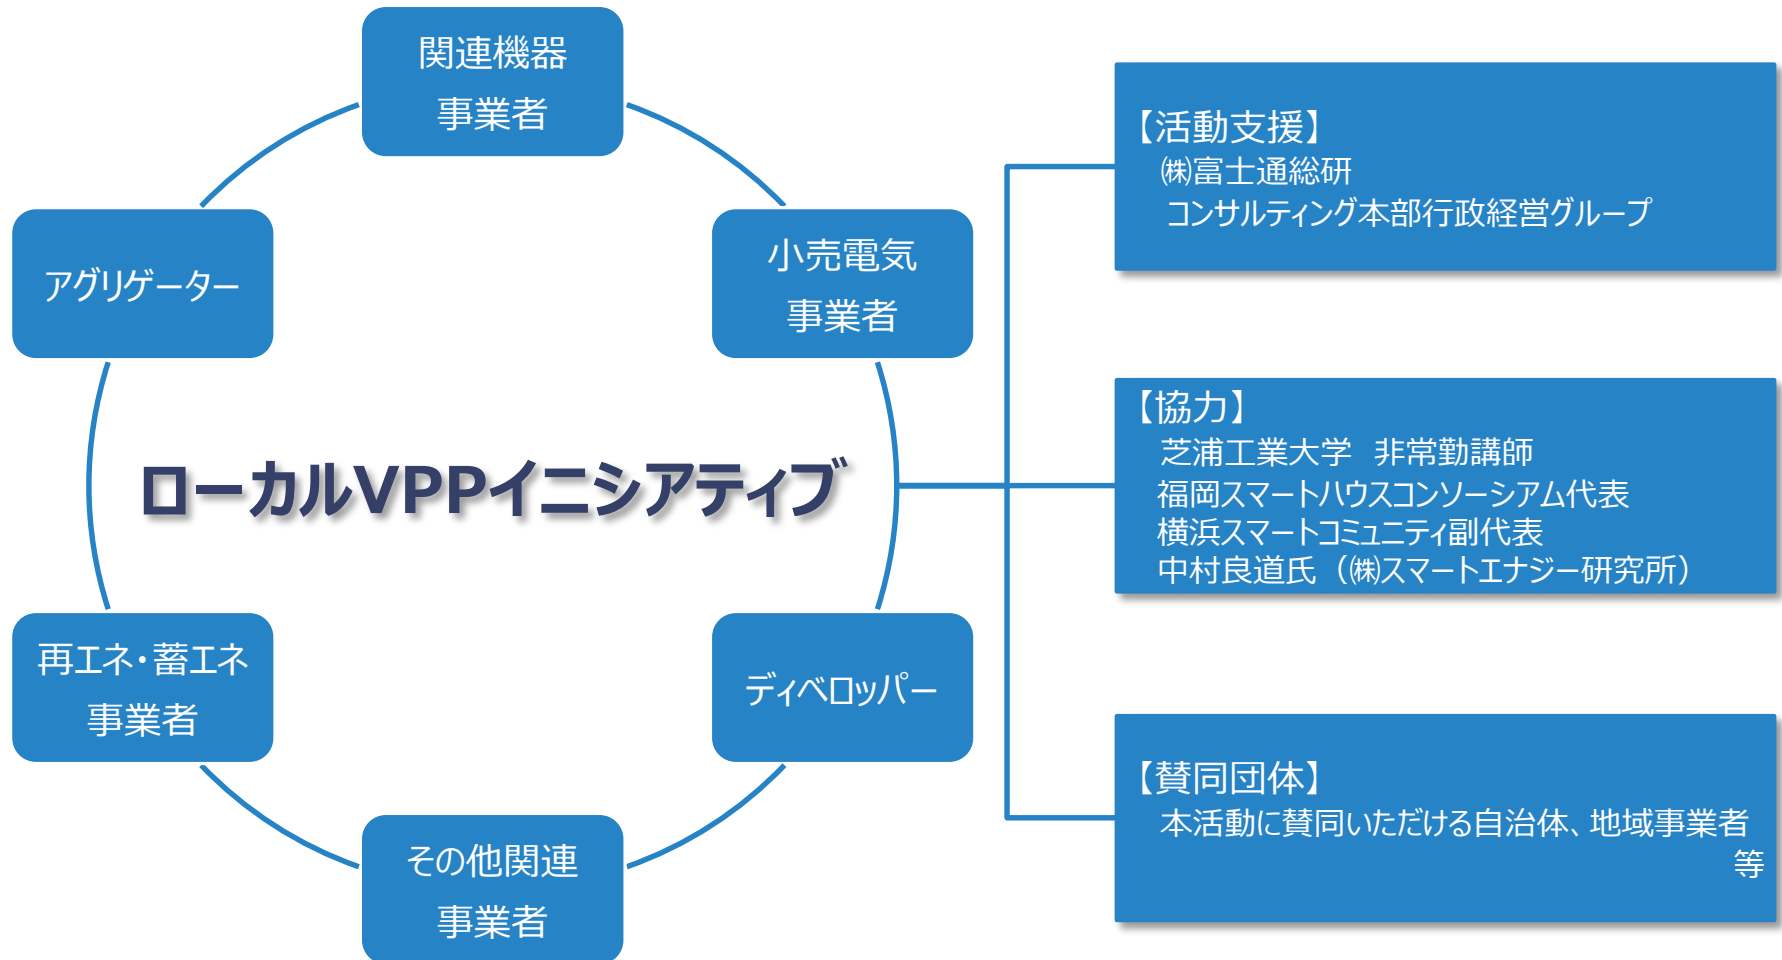 関連機器
事業者
小売電気
事業者
ディベロッパー
その他関連
事業者
再エネ・蓄エネ
事業者
アグリゲーター
ローカルVPPイニシアティブ
【活動支援】
㈱富士通総研
コンサルティング本部行政経営グループ
【協力】
芝浦工業大学　非常勤講師
福岡スマートハウスコンソーシアム代表
横浜スマートコミュニティ副代表
中村良道氏（㈱スマートエナジー研究所）
【賛同団体】
本活動に賛同いただける自治体、地域事業者
等